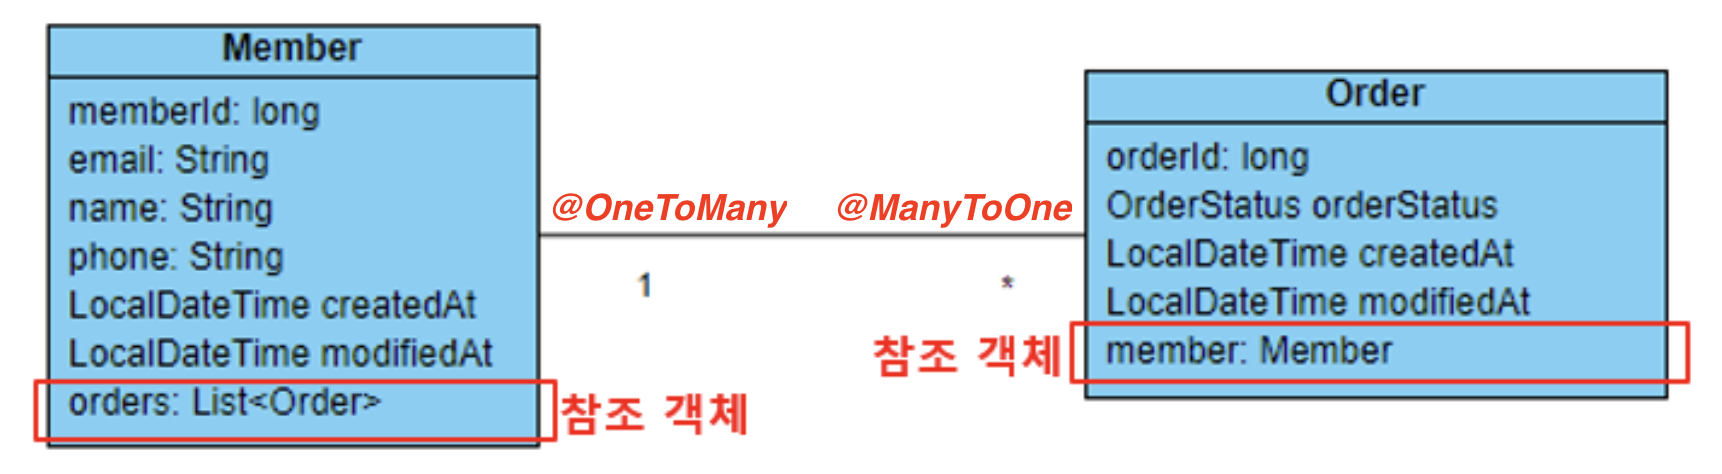 Member
memberId: long
email: String
name: String
phone: String
LocalDateTime createdAt
LocalDateTime modifiedAt
orders: List<Order>
참조 객체
@OneToMany
@ManyToOne
1
*
Order
orderId: long
OrderStatus orderStatus
LocalDateTime createdAt
LocalDateTime modifiedAt
member: Member
참조 객체